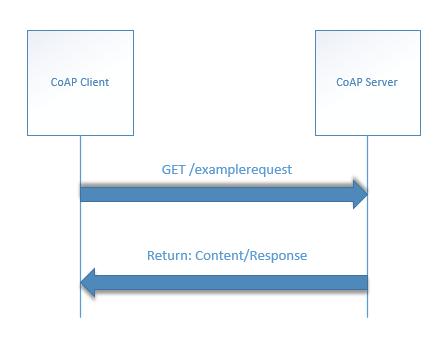 CoAP Client
CoAP Server
GET /examplerequest
Return: Content/Response